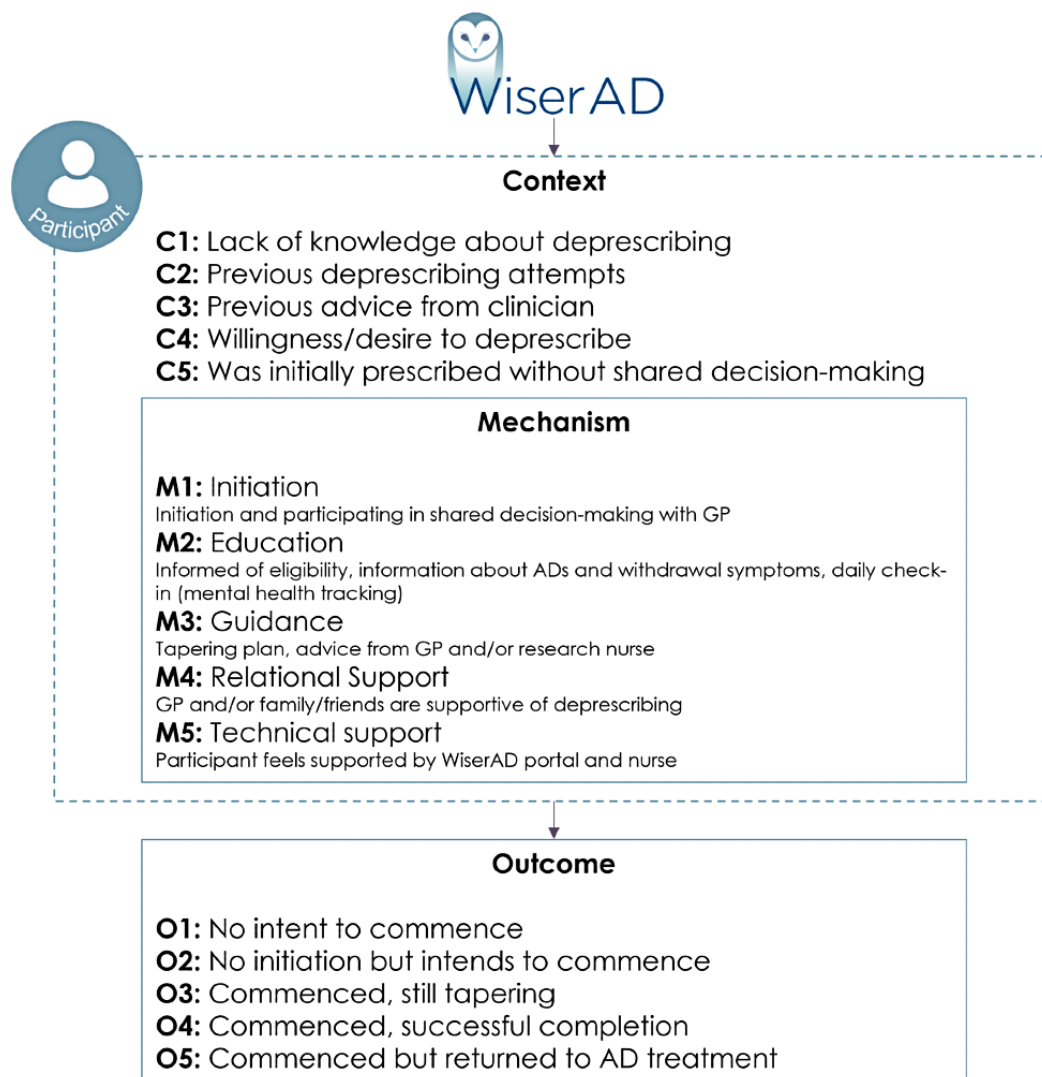 WiserAD
Participant
Context
C1: Lack of knowledge about deprescribing
C2: Previous deprescribing attempts
C3: Previous advice from clinician
C4: Willingness/desire to deprescribe
C5: Was initially prescribed without shared decision-making
Mechanism
M1: Initiation
Initiation and participating in shared decision-making with GP
M2: Education
Informed of eligibility, information about ADs and withdrawal symptoms, daily check-
in (mental health tracking)
M3: Guidance
Tapering plan, advice from GP and/or research nurse
M4: Relational Support
GP and/or family/friends are supportive of deprescribing
M5: Technical support
Participant feels supported by WiserAD portal and nurse
Outcome
O1: No intent to commence
O2: No initiation but intends to commence
O3: Commenced, still tapering
O4: Commenced, successful completion
O5: Commenced but returned to AD treatment